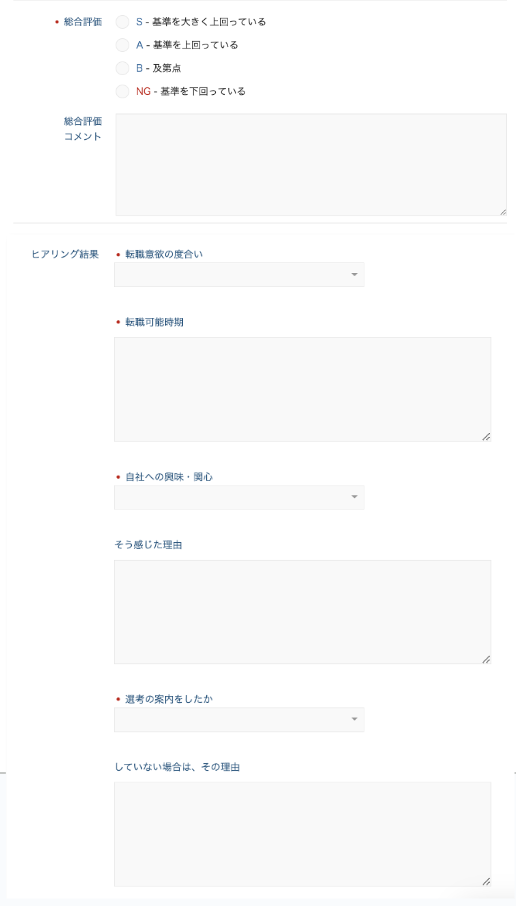 • 総合評価
S - 基準を大きく上回っている
A - 基準を上回っている
B - 及第点
NG - 基準を下回っている
総合評価
コメント
ヒアリング結果
• 転職意欲の度合い
• 転職可能時期
• 自社への興味・関心
そう感じた理由
• 選考の案内をしたか
していない場合は、その理由